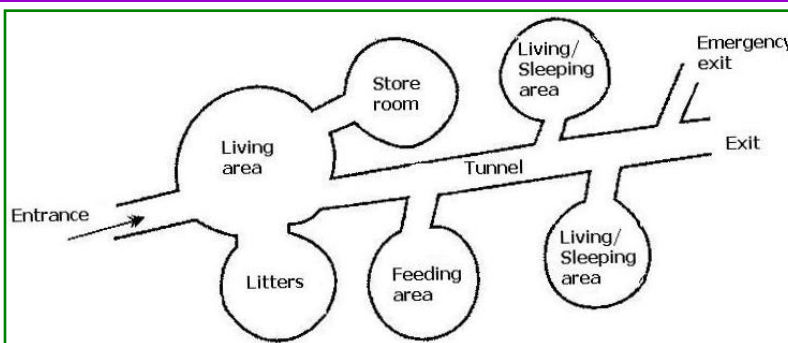 Living/
Sleeping
area
Emergency
exit
Store
room
Living
area
Tunnel
Exit
Entrance
Living/
Sleeping
area
Litters
Feeding
area